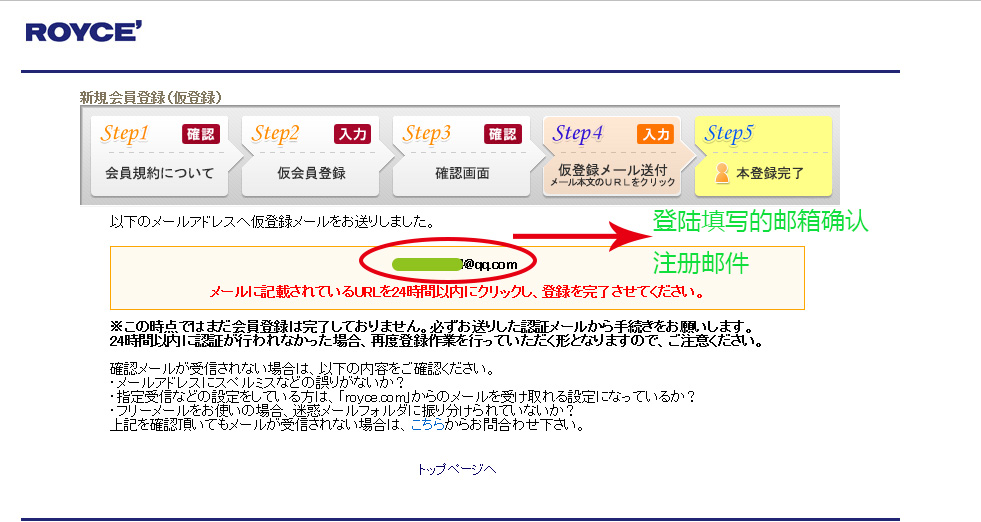 ROYCE'
新規会員登録（仮登録）
Step1 確認
会員規約について
Step2 入力
仮会員登録
Step3 確認
確認画面
Step4 入力
仮登録メール送付
メール本文のURLをクリック
Step5
本登録完了
以下のメールアドレスへ仮登録メールをお送りしました。
@qq.com
メールに記載されているURLを24時間以内にクリックし、登録を完了させてください。
登陆填写的邮箱确认
注册邮件
※この時点ではまだ会員登録は完了しておりません。必ずお送りした認証メールから手続きをお願いします。
24時間以内に認証が行われなかった場合、再度登録作業を行っていただく形となりますので、ご注意ください。
確認メールが受信されない場合は、以下の内容をご確認ください。
・メールアドレスにスペルミスなどの誤りがないか？
・指定受信などの設定をしている方は、「royce.com」からのメールを受け取れる設定になっているか？
・フリーメールをお使いの場合、迷惑メールフォルダに振り分けられていないか？
上記を確認頂いてもメールが受信されない場合は、こちらからお問合わせ下さい。
トップページへ